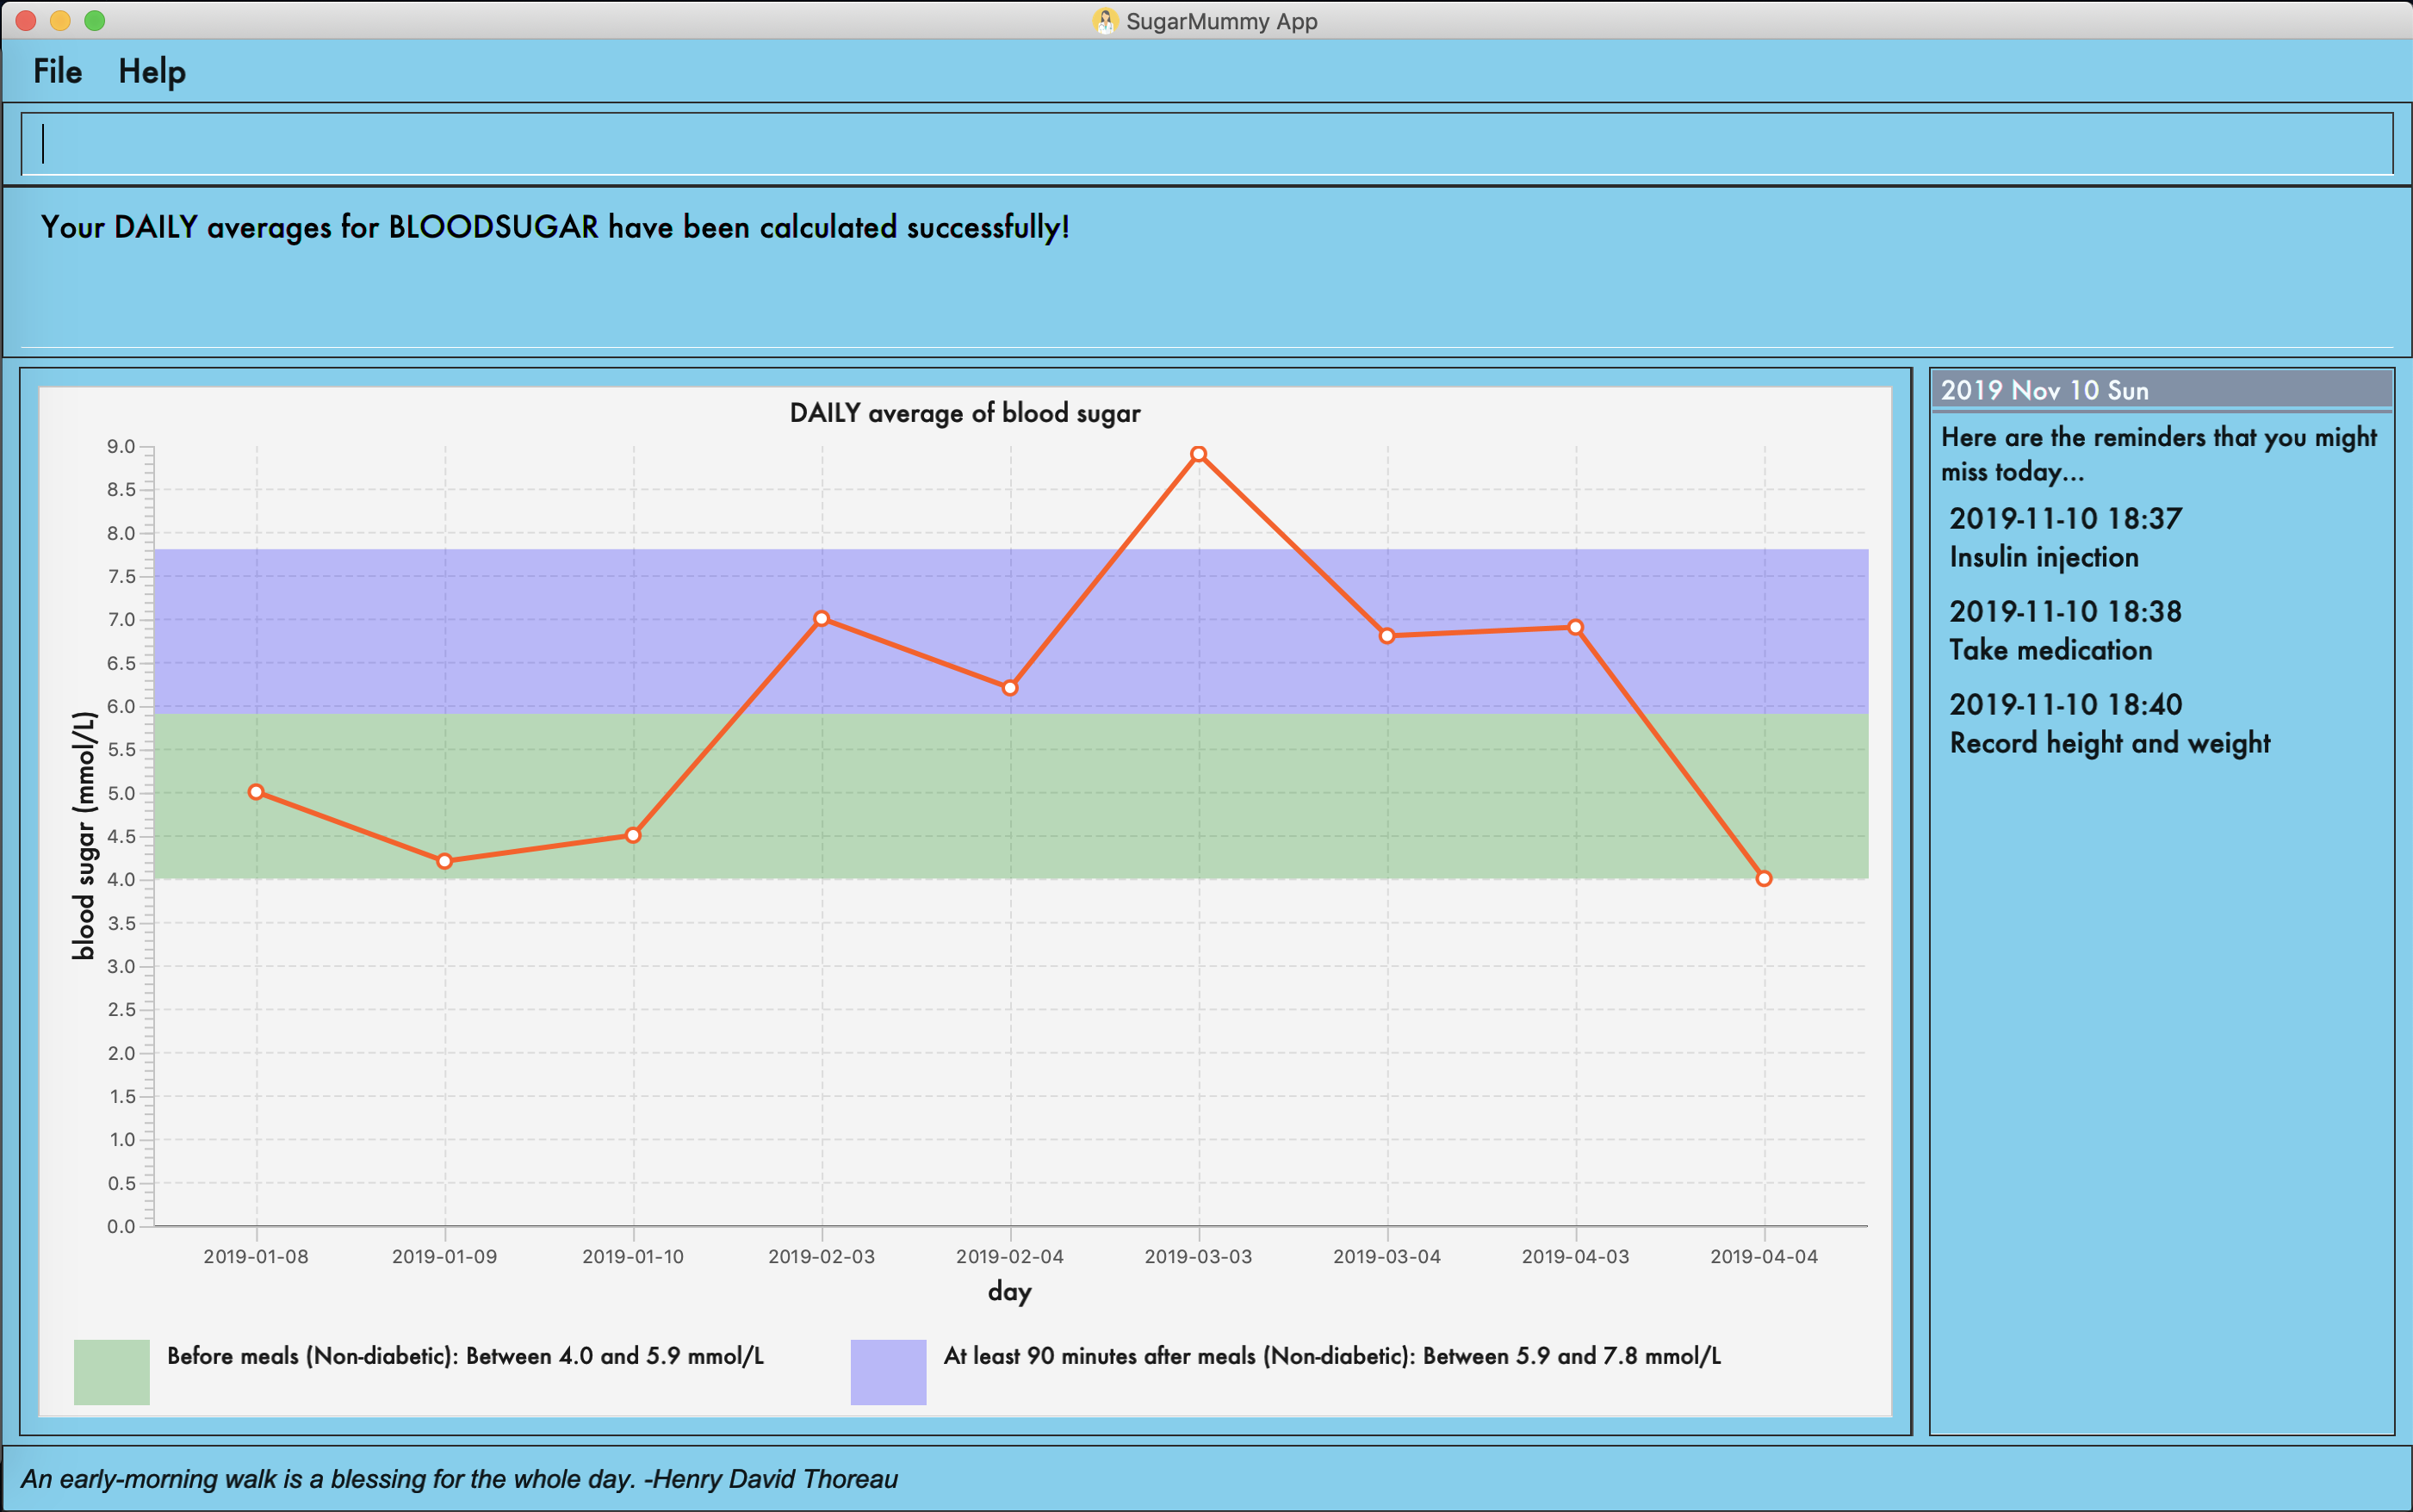 SugarMummy App
File Help
Your DAILY averages for BLOODSUGAR have been calculated successfully!
DAILY average of blood sugar
9.0
8.5
8.0
7.5
7.0
6.5
6.0
5.5
5.0
4.5
4.0
3.5
3.0
2.5
2.0
1.5
1.0
0.5
0.0
blood sugar (mmol/L)
2019-01-08 2019-01-09 2019-01-10 2019-02-03 2019-02-04 2019-03-03 2019-03-04 2019-04-03 2019-04-04
day
Before meals (Non-diabetic): Between 4.0 and 5.9 mmol/L
At least 90 minutes after meals (Non-diabetic): Between 5.9 and 7.8 mmol/L
2019 Nov 10 Sun
Here are the reminders that you might
miss today...
2019-11-10 18:37
Insulin injection
2019-11-10 18:38
Take medication
2019-11-10 18:40
Record height and weight
An early-morning walk is a blessing for the whole day. -Henry David Thoreau